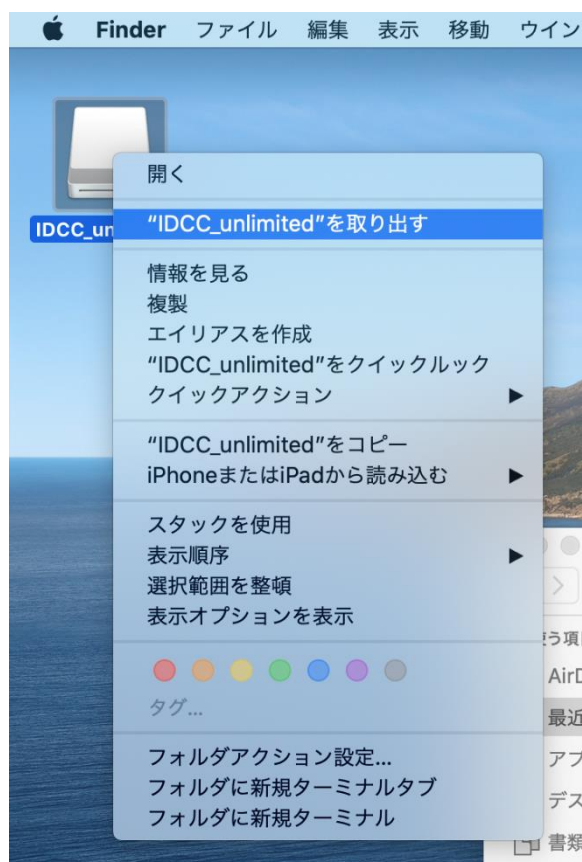 Finder ファイル 編集 表示 移動 ウイン
IDCC_un
開く
“IDCC_unlimited”を取り出す
情報を見る
複製
エイリアスを作成
“IDCC_unlimited”をクイックルック
クイックアクション
“IDCC_unlimited”をコピー
iPhoneまたはiPadから読み込む
スタックを使用
表示順序
選択範囲を整頓
表示オプションを表示
タグ...
フォルダアクション設定...
フォルダに新規ターミナルタブ
フォルダに新規ターミナル
う項
AirD
最近
アプ
デス
書類